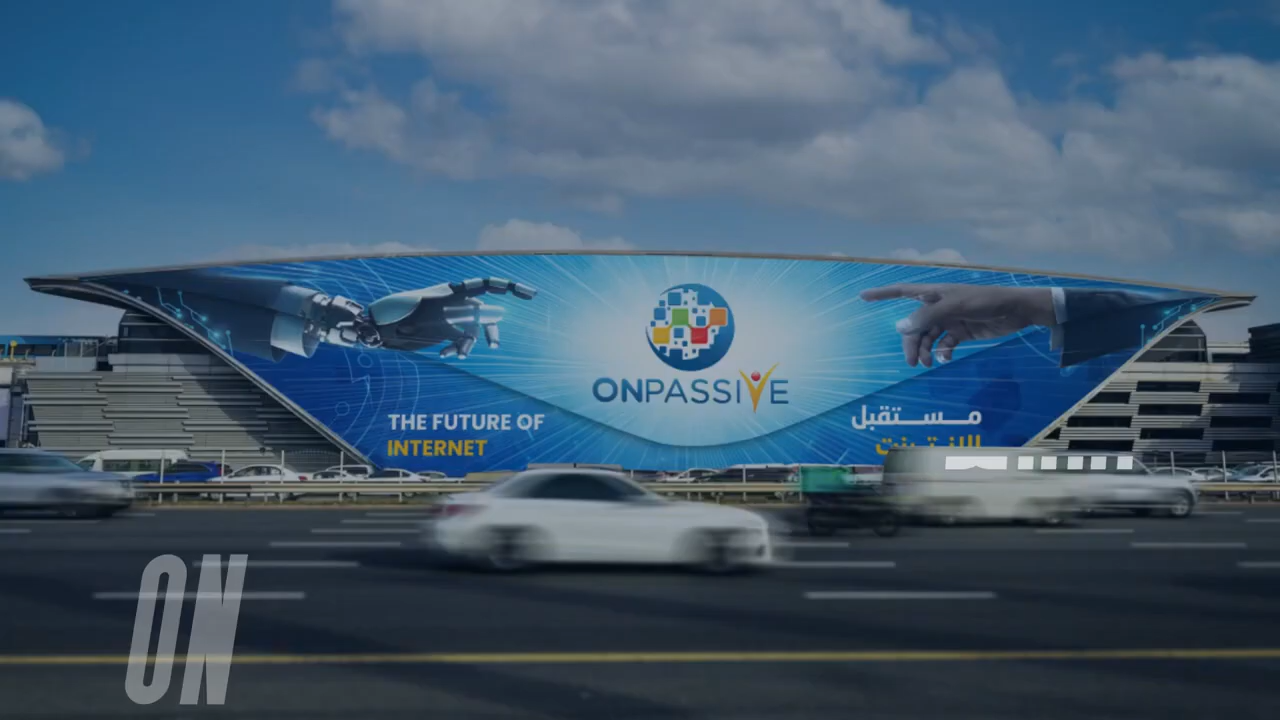 ONPASSIVE
THE FUTURE OF
INTERNET
مستقبل
ON